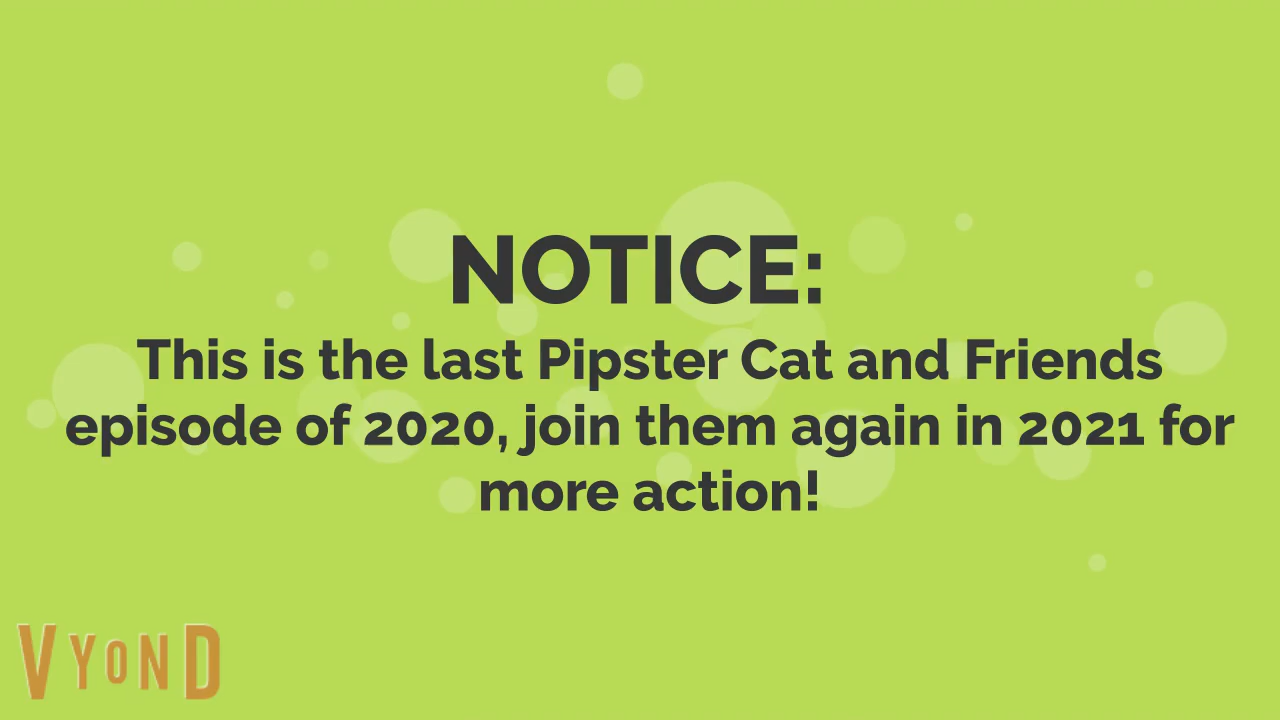 NOTICE:
This is the last Pipster Cat and Friends
episode of 2020, join them again in 2021 for
more action!
VYoND